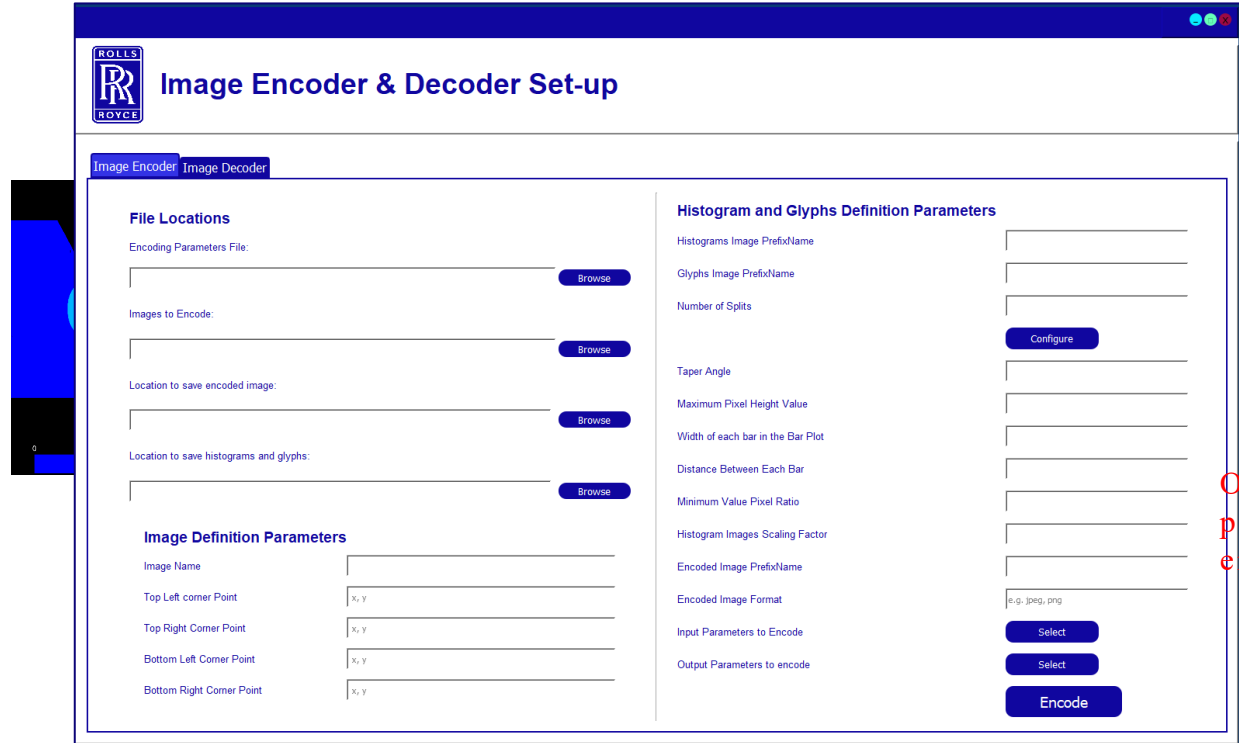 ROLLS
RR
ROYCE
Image Encoder & Decoder Set-up
Image Encoder
Image Decoder
File Locations
Encoding Parameters File:
Browse
Images to Encode:
Browse
Location to save encoded image:
Browse
Location to save histograms and glyphs:
Browse
Image Definition Parameters
Image Name
Top Left corner Point
x, y
Top Right Corner Point
x, y
Bottom Left Corner Point
x, y
Bottom Right Corner Point
x, y
Histogram and Glyphs Definition Parameters
Histograms Image PrefixName
Glyphs Image PrefixName
Number of Splits
Configure
Taper Angle
Maximum Pixel Height Value
Width of each bar in the Bar Plot
Distance Between Each Bar
Minimum Value Pixel Ratio
Histogram Images Scaling Factor
Encoded Image PrefixName
Encoded Image Format
e.g. jpeg, png
Input Parameters to Encode
Select
Output Parameters to encode
Select
Encode
0
O
p
e